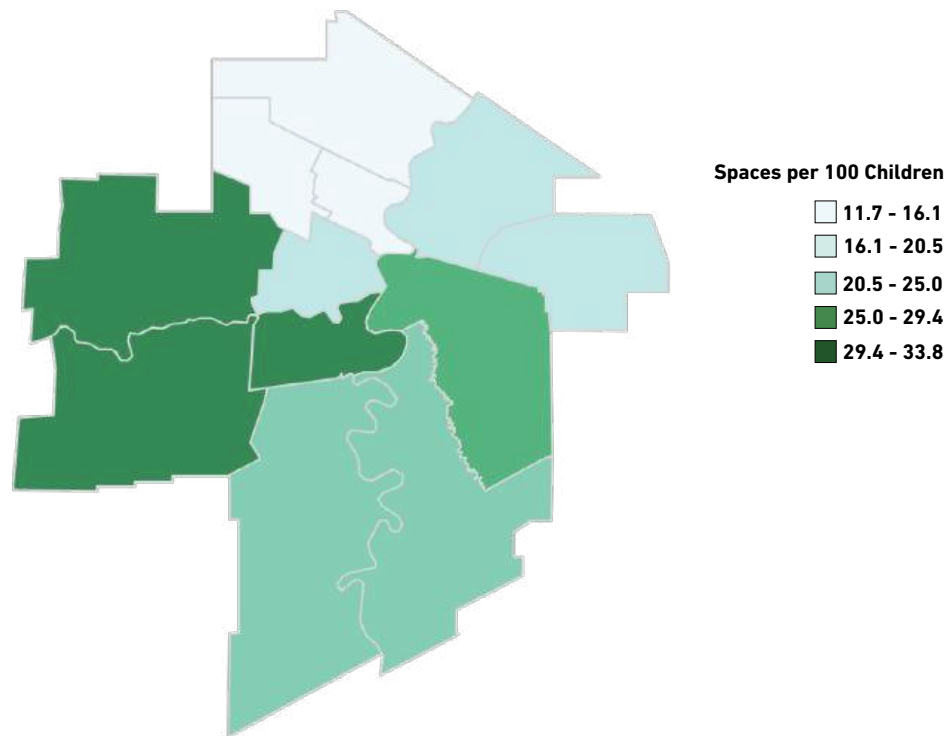 Spaces per 100 Children
11.7 - 16.1
16.1 - 20.5
20.5 - 25.0
25.0 - 29.4
29.4 - 33.8